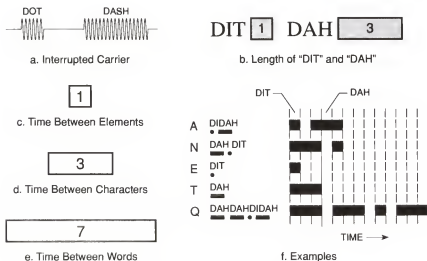 DOT DASH
a. Interrupted Carrier
DIT 1 DAH 3
b. Length of "DIT" and "DAH"
1
c. Time Between Elements
3
d. Time Between Characters
7
e. Time Between Words
DIT DAH
A DIDAH
N DAH DIT
E DIT
T DAH
Q DAHDAHDIDAH
TIME
f. Examples